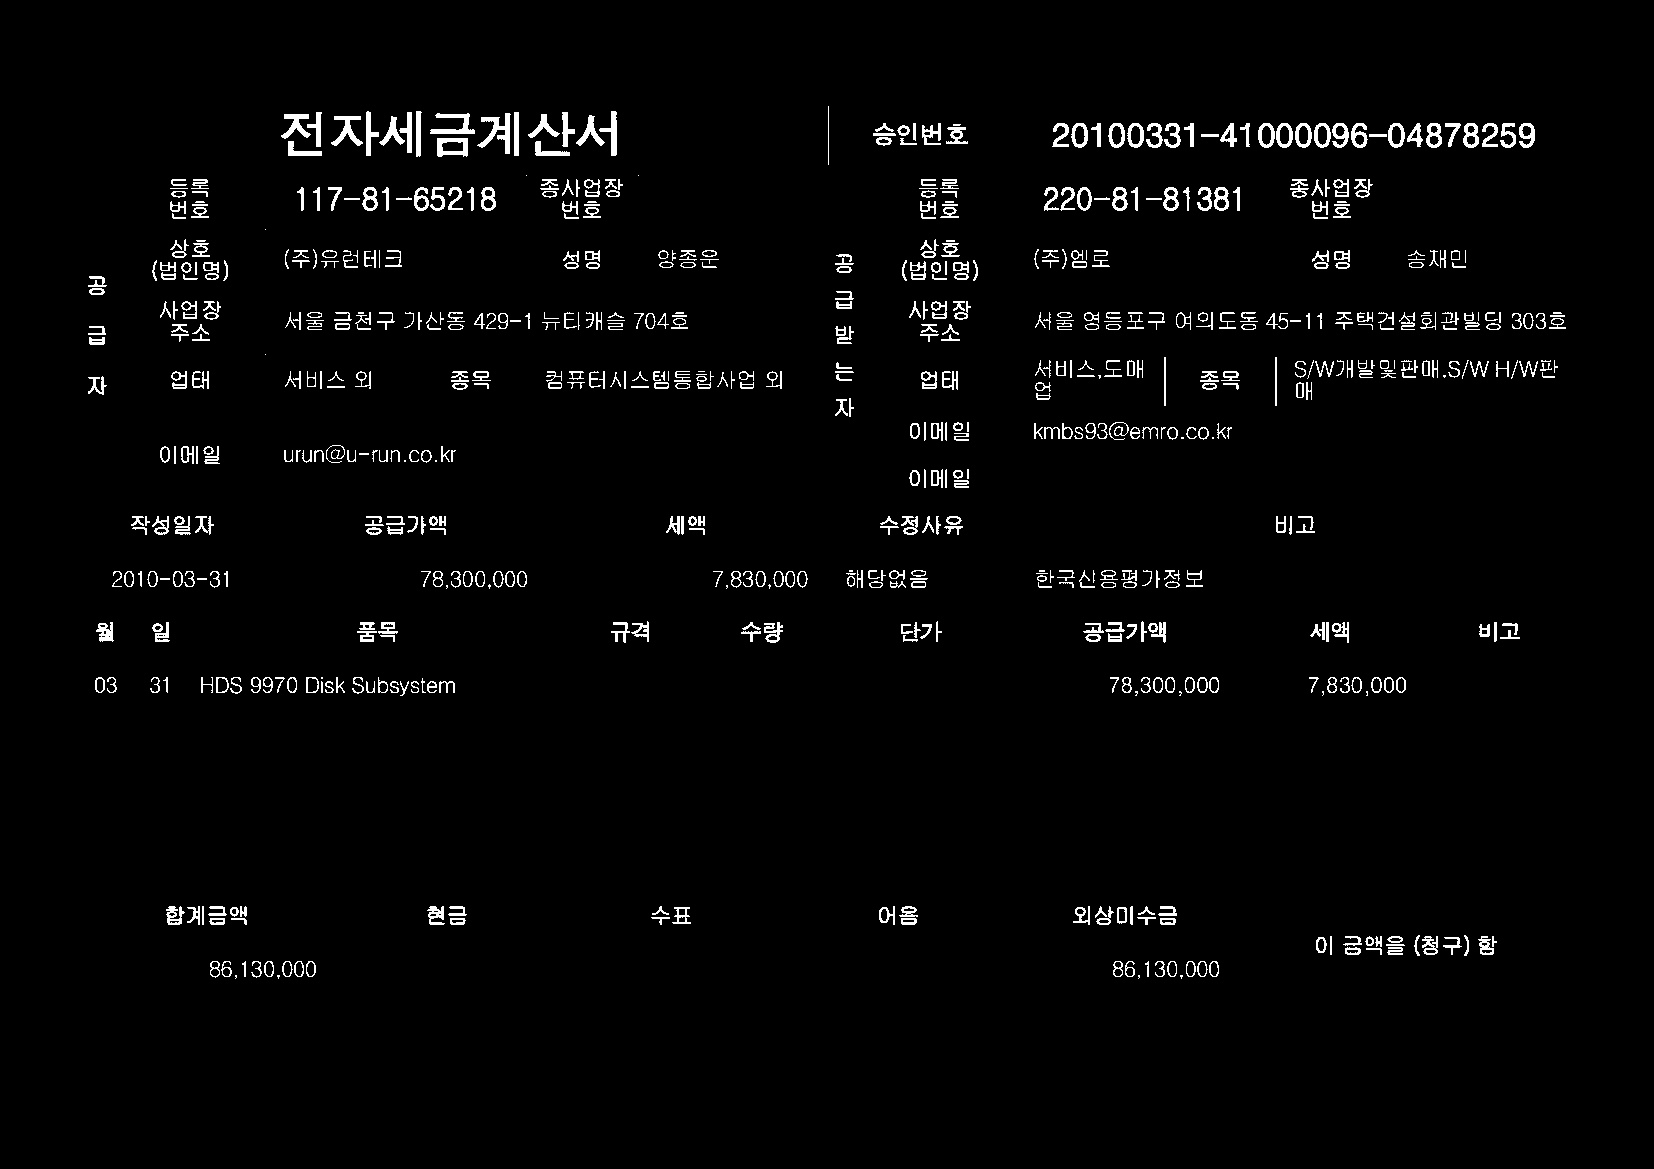 전자세금계산서 승인번호 20100331-41000096-04878259
등록번호 117-81-65218 종사업장번호 등록번호 220-81-81381 종사업장번호
공급자 공급받는자
상호(법인명) (주)유런테크 성명 양종운 상호(법인명) (주)엠로 성명 송재민
사업장주소 서울 금천구 가산동 429-1 뉴티캐슬 704호 사업장주소 서울 영등포구 여의도동 45-11 주택건설회관빌딩 303호
업태 서비스 외 종목 컴퓨터시스템통합사업 외 업태 서비스,도매업 종목 S/W개발및판매.S/W H/W판매
이메일 urun@u-run.co.kr 이메일 kmbs93@emro.co.kr
이메일
작성일자 공급가액 세액 수정사유 비고
2010-03-31 78,300,000 7,830,000 해당없음 한국신용평가정보
월 일 품목 규격 수량 단가 공급가액 세액 비고
03 31 HDS 9970 Disk Subsystem 78,300,000 7,830,000
합계금액 현금 수표 어음 외상미수금
이 금액을 (청구) 함
86,130,000 86,130,000